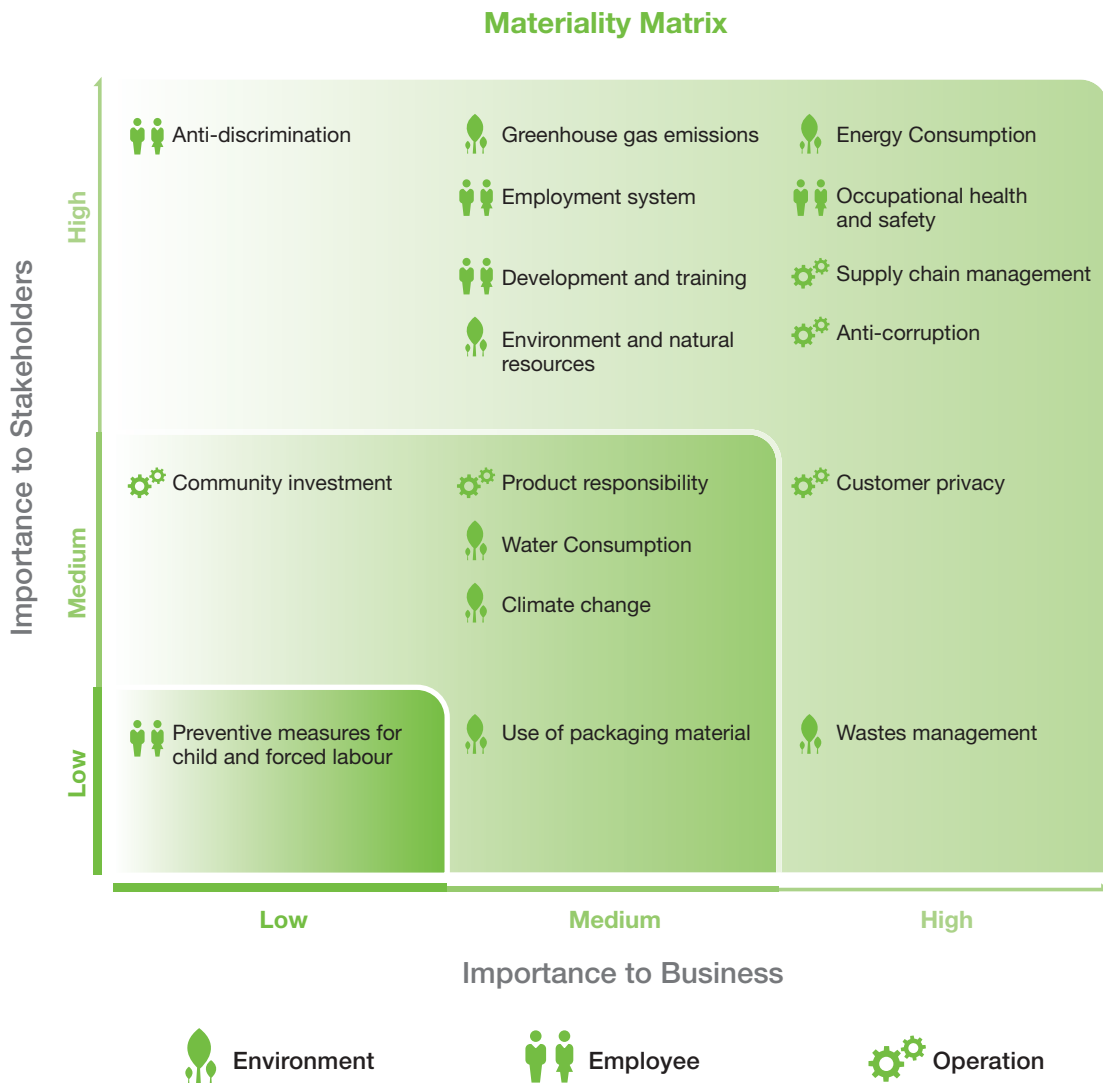 Materiality Matrix
Importance to Stakeholders
High
Medium
Low
Anti-discrimination
Greenhouse gas emissions
Energy Consumption
Employment system
Occupational health
and safety
Development and training
Supply chain management
Environment and natural
resources
Anti-corruption
Community investment
Product responsibility
Customer privacy
Water Consumption
Climate change
Preventive measures for
child and forced labour
Use of packaging material
Wastes management
Low
Medium
High
Importance to Business
Environment
Employee
Operation